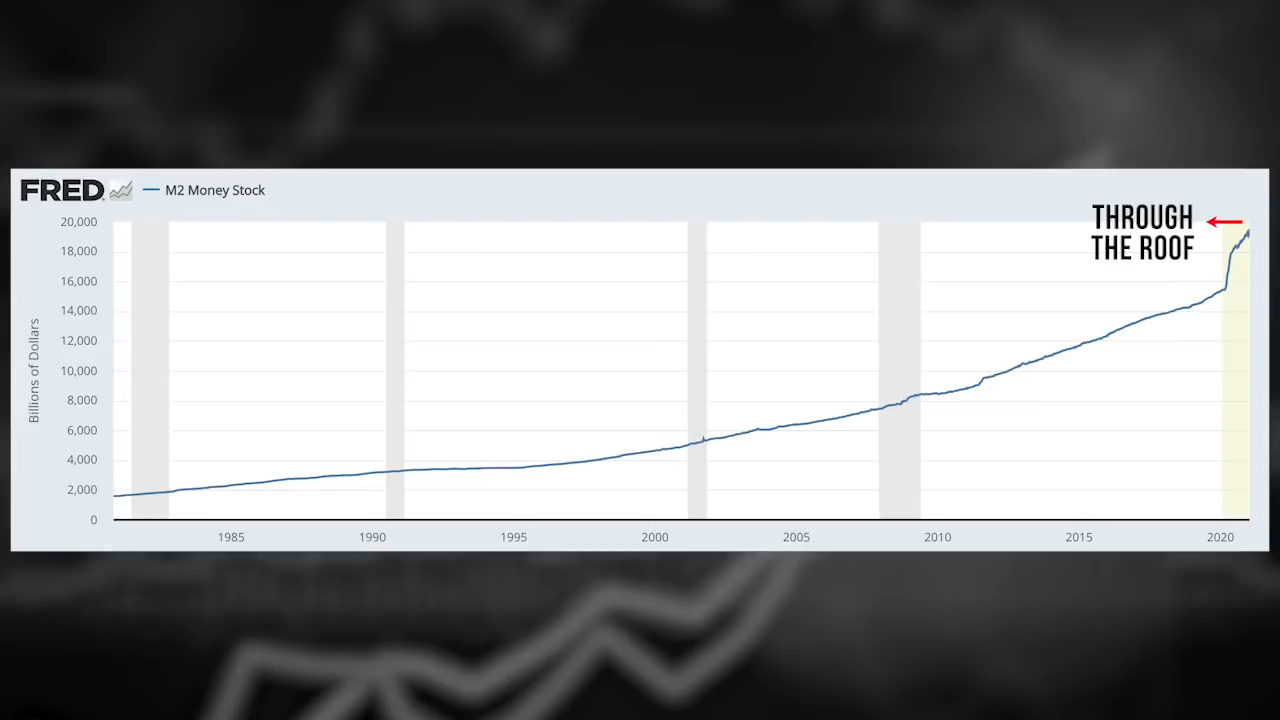 FRED
M2 Money Stock
THROUGH
THE ROOF
Billions of Dollars
20,000
18,000
16,000
14,000
12,000
10,000
8,000
6,000
4,000
2,000
0
1985 1990 1995 2000 2005 2010 2015 2020